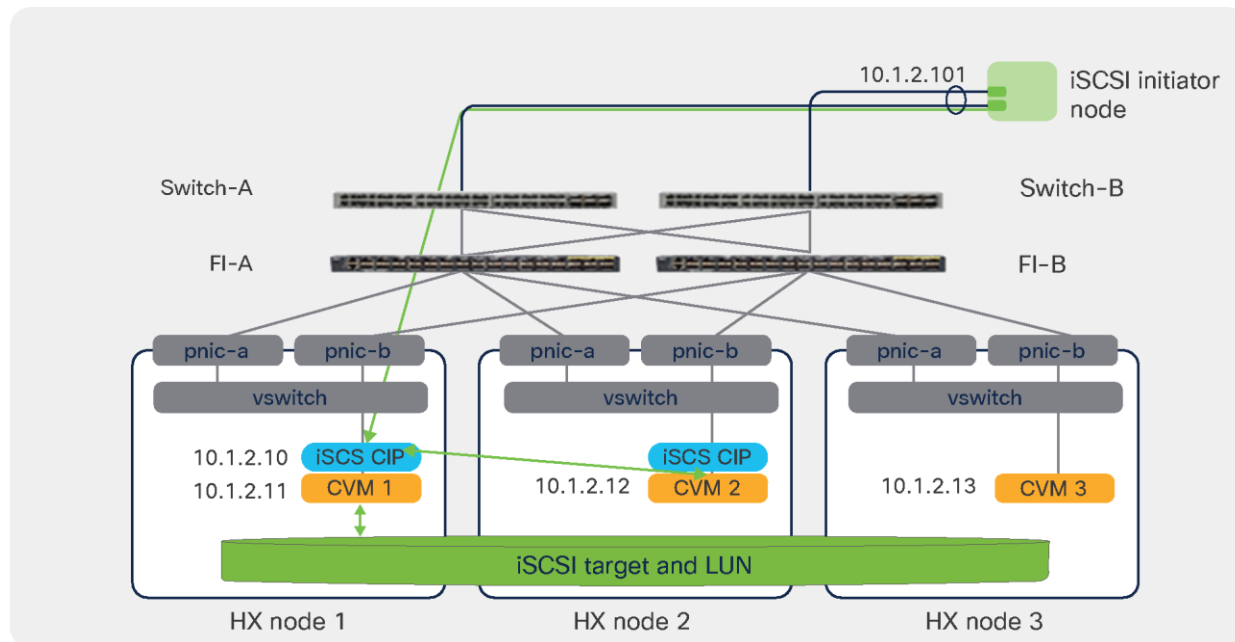 10.1.2.101
iSCSI initiator
node
Switch-A
Switch-B
FI-A
FI-B
pnic-a
pnic-b
pnic-a
pnic-b
pnic-a
pnic-b
vswitch
vswitch
vswitch
10.1.2.10
iSCS CIP
iSCS CIP
10.1.2.11
CVM 1
10.1.2.12
CVM 2
10.1.2.13
CVM 3
iSCSI target and LUN
HX node 1
HX node 2
HX node 3